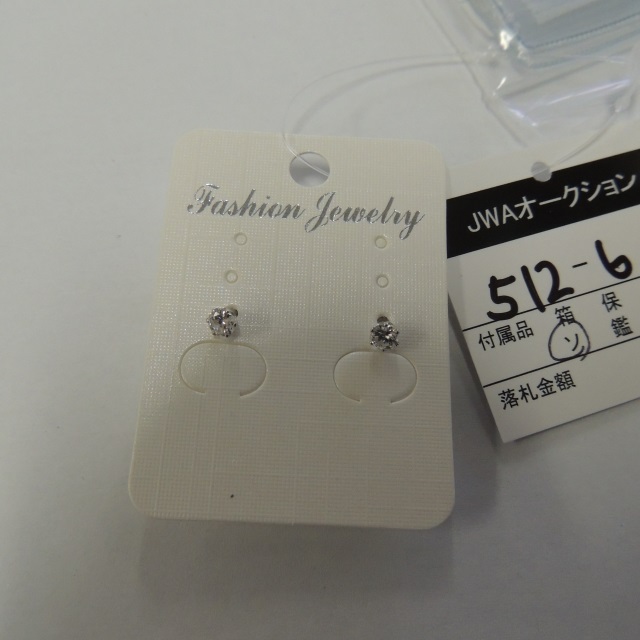 Fashion Jewelry
JWAオークション
512-6
付属品 箱 保
ソ 鑑
落札金額